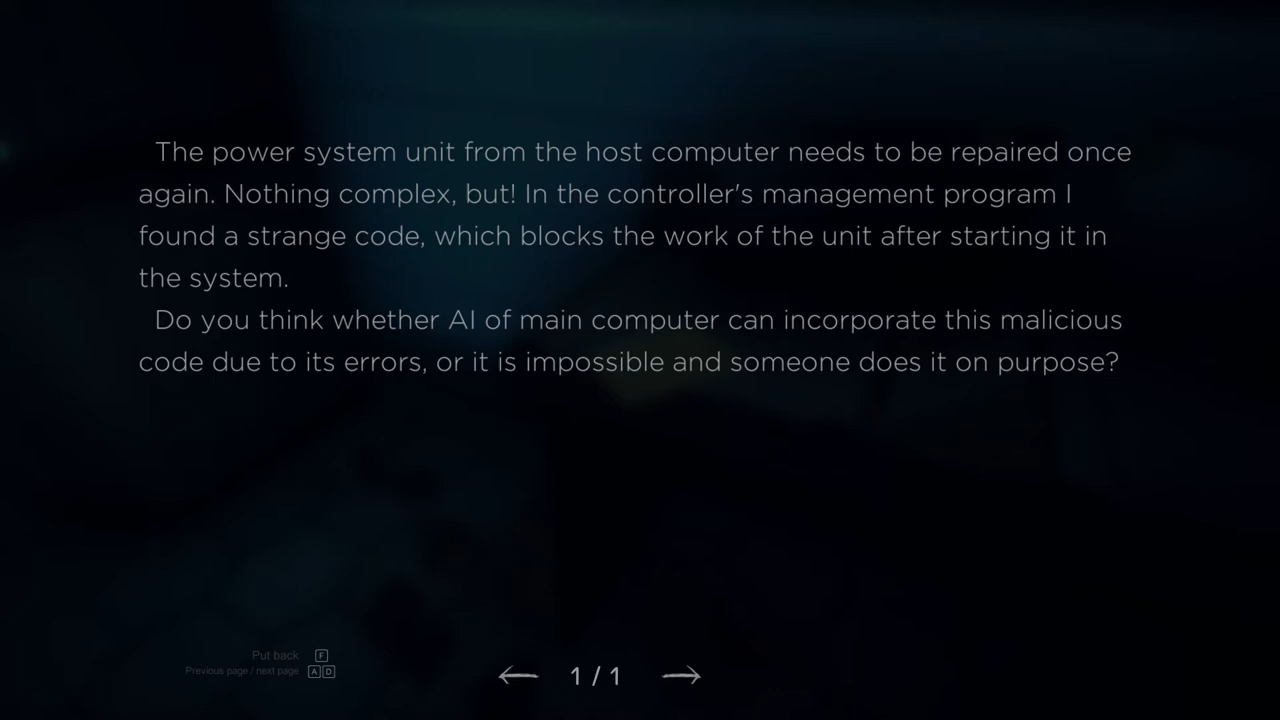 The power system unit from the host computer needs to be repaired once
again. Nothing complex, but! In the controller's management program I
found a strange code, which blocks the work of the unit after starting it in
the system.
Do you think whether AI of main computer can incorporate this malicious
code due to its errors, or it is impossible and someone does it on purpose?
Put back F
Previous page / next page A D
1 / 1